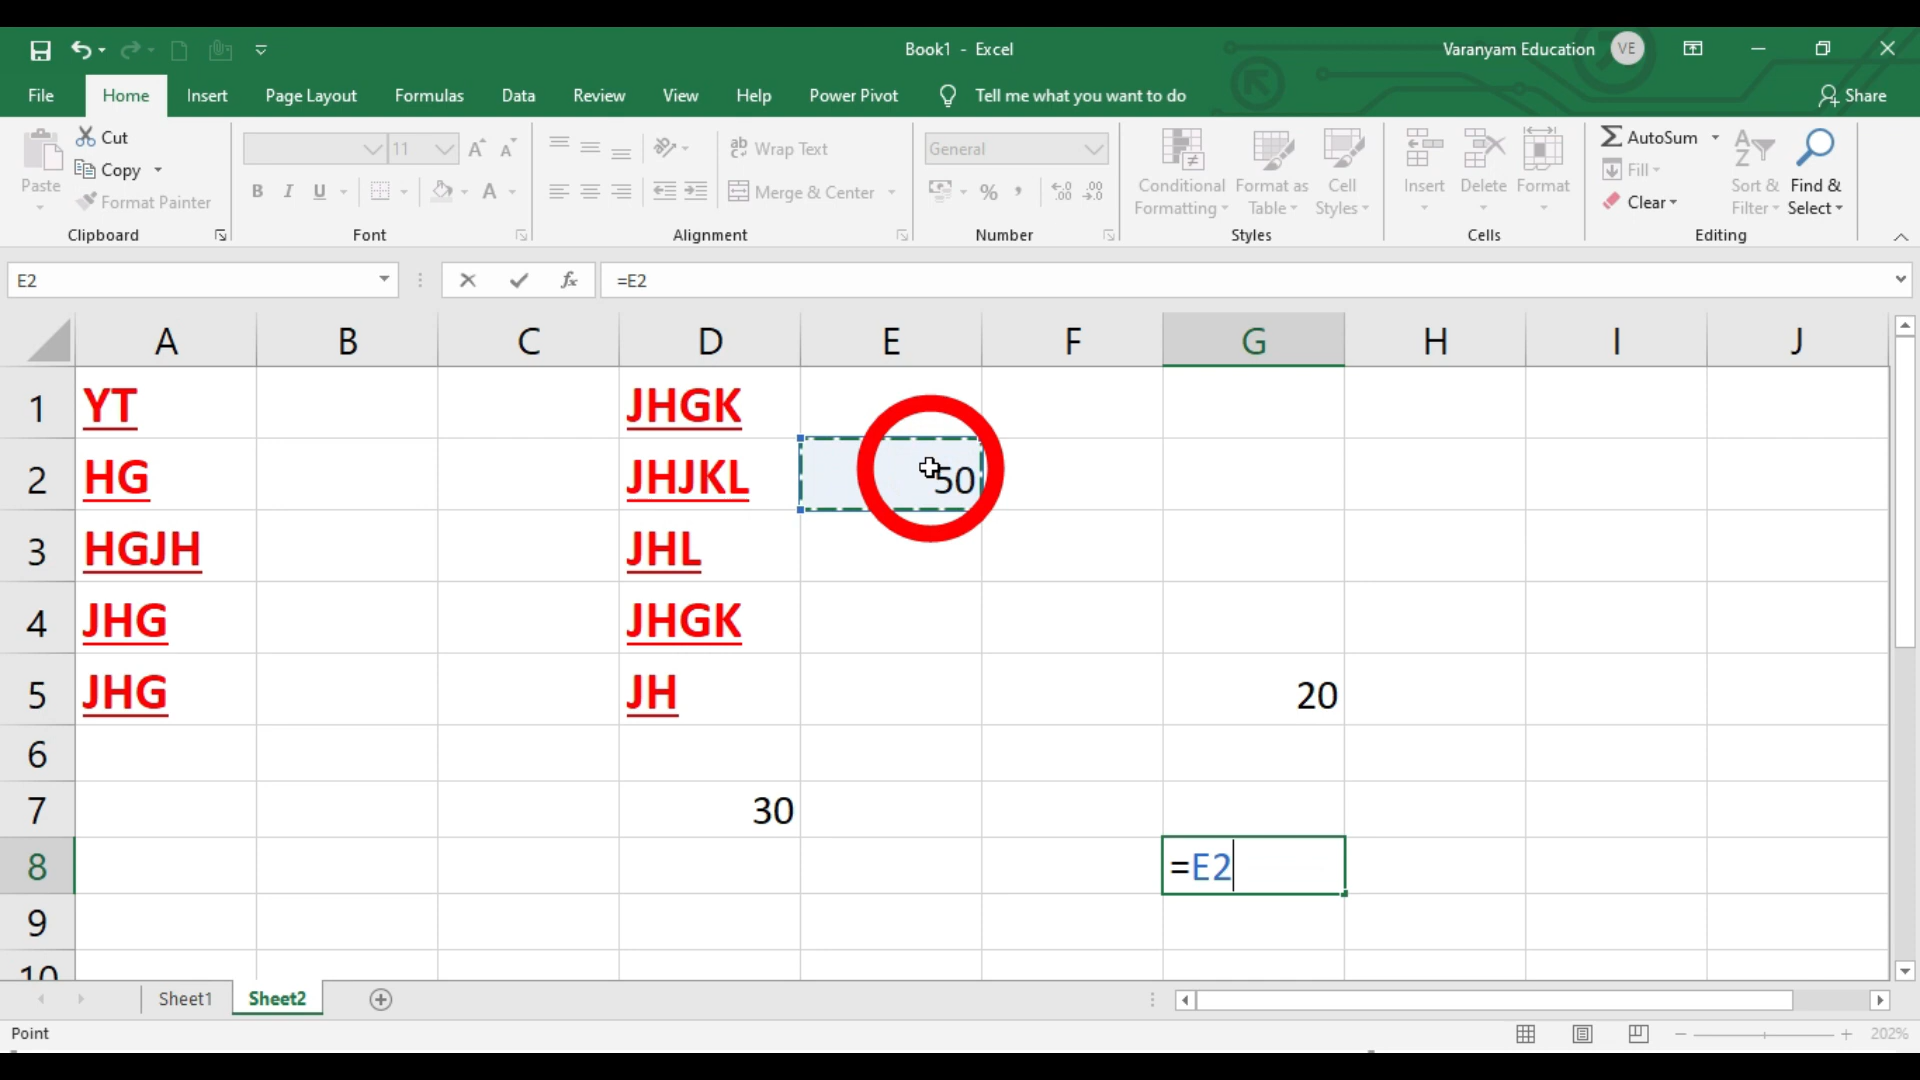 Book1 - Excel
Varanyam Education VE
File Home Insert Page Layout Formulas Data Review View Help Power Pivot Tell me what you want to do Share
Paste
Cut
Copy
Format Painter
Clipboard
11
B I U
A
Font
ab Wrap Text
Merge & Center
Alignment
General
% ,
Number
Conditional Formatting
Format as Table
Cell Styles
Styles
Insert
Delete
Format
Cells
AutoSum
Fill
Clear
Sort & Filter
Find & Select
Editing
E2
fx
=E2
A B C D E F G H I J
1 YT JHGK
2 HG JHJKL 50
3 HGJH JHL
4 JHG JHGK
5 JHG JH 20
6
7 30
8 =E2
9
10
Sheet1 Sheet2
Point
202%